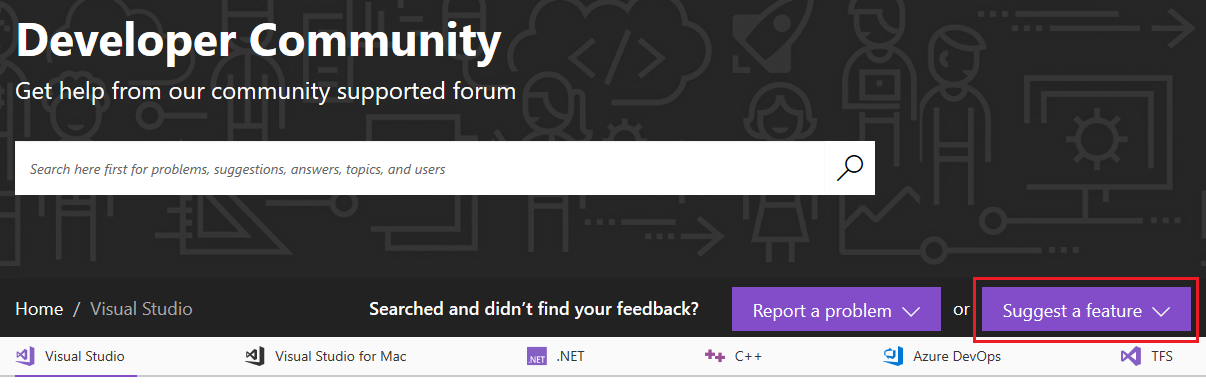 Developer Community
Get help from our community supported forum
Search here first for problems, suggestions, answers, topics, and users
Home / Visual Studio Searched and didn’t find your feedback? Report a problem or Suggest a feature
Visual Studio Visual Studio for Mac .NET .NET C++ Azure DevOps TFS